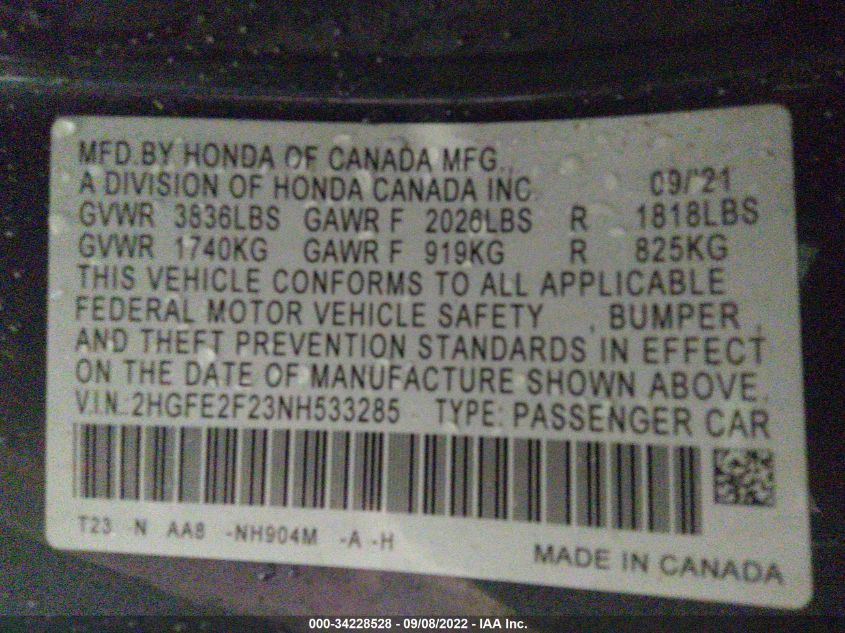 MFD. BY HONDA OF CANADA MFG.,
A DIVISION OF HONDA CANADA INC. 09/'21
GVWR 3836LBS GAWR F 2026LBS R 1818LBS
GVWR 1740KG GAWR F 919KG R 825KG
THIS VEHICLE CONFORMS TO ALL APPLICABLE
FEDERAL MOTOR VEHICLE SAFETY , BUMPER ,
AND THEFT PREVENTION STANDARDS IN EFFECT
ON THE DATE OF MANUFACTURE SHOWN ABOVE.
V.I.N.:2HGFE2F23NH533285 TYPE: PASSENGER CAR
T23 N AA8 -NH904M -A -H
MADE IN CANADA
000-34228528 - 09/08/2022 - IAA Inc.